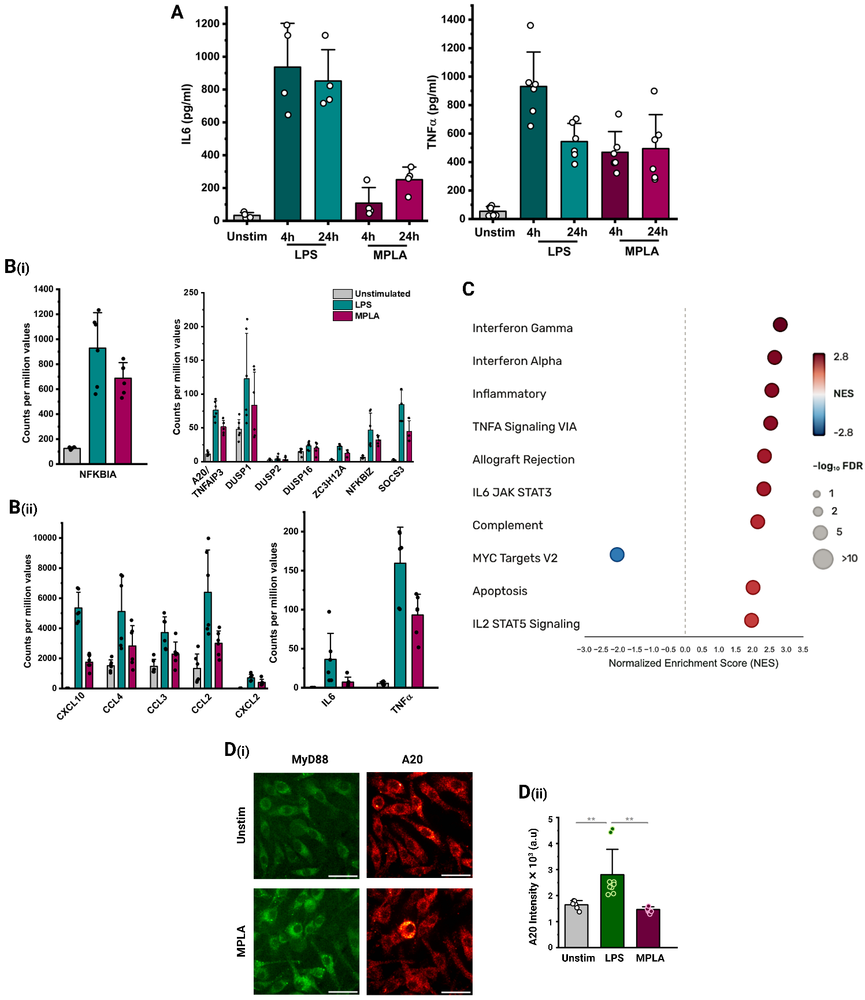 A
IL6 (pg/ml)
1200
1000
800
600
400
200
0
Unstim
4h
24h
4h
24h
LPS
MPLA
TNFα (pg/ml)
1400
1200
1000
800
600
400
200
0
Unstim
4h
24h
4h
24h
LPS
MPLA
B(i)
Counts per million values
1400
1200
1000
800
600
400
200
0
NFKBIA
Counts per million values
250
200
150
100
50
0
Unstimulated
LPS
MPLA
A20/
TNFAIP3
DUSP1
DUSP2
DUSP16
ZC3H12A
NFKBIZ
SOCS3
B(ii)
Counts per million values
10000
8000
6000
4000
2000
0
CXCL10
CCL4
CCL3
CCL2
CXCL2
Counts per million values
200
150
100
50
0
IL6
TNFα
C
Interferon Gamma
Interferon Alpha
Inflammatory
TNFA Signaling VIA
Allograft Rejection
IL6 JAK STAT3
Complement
MYC Targets V2
Apoptosis
IL2 STAT5 Signaling
−3.0 −2.5 −2.0 −1.5 −1.0 −0.5 0.0 0.5 1.0 1.5 2.0 2.5 3.0 3.5
Normalized Enrichment Score (NES)
2.8
NES
-2.8
−log₁₀ FDR
1
2
5
>10
D(i)
MyD88
A20
Unstim
MPLA
D(ii)
A20 Intensity × 10³ (a.u)
5
4
3
2
1
0
**
**
Unstim
LPS
MPLA